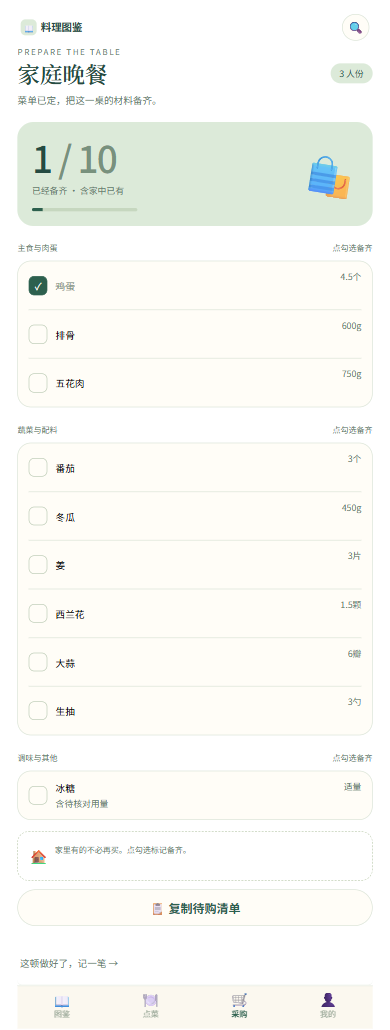 料理图鉴
PREPARE THE TABLE
家庭晚餐
3 人份
菜单已定，把这一桌的材料备齐。
1 / 10
已经备齐 · 含家中已有
主食与肉蛋 点勾选备齐
鸡蛋 4.5个
排骨 600g
五花肉 750g
蔬菜与配料 点勾选备齐
番茄 3个
冬瓜 450g
姜 3片
西兰花 1.5颗
大蒜 6瓣
生抽 3勺
调味与其他 点勾选备齐
冰糖 适量
含待核对用量
家里有的不必再买。点勾选标记备齐。
复制待购清单
这顿做好了，记一笔 →
图鉴 点菜 采购 我的